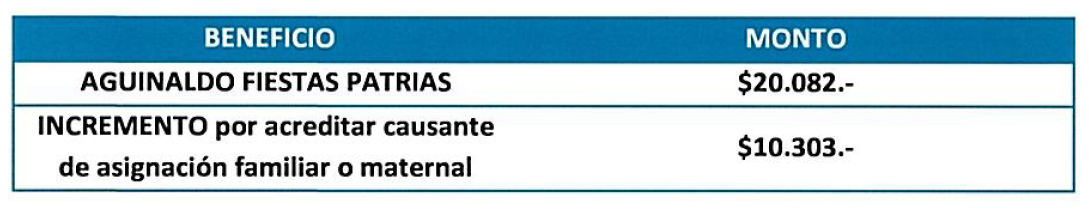 BENEFICIO MONTO
AGUINALDO FIESTAS PATRIAS $20.082.-
INCREMENTO por acreditar causante
de asignación familiar o maternal
$10.303.-